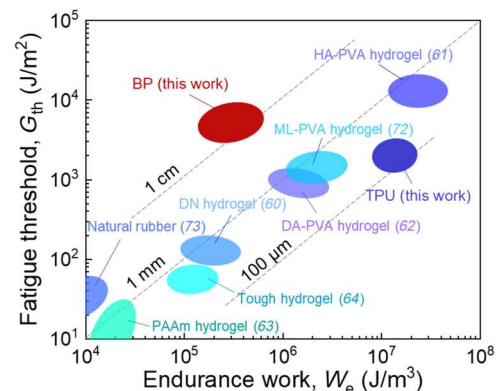 10⁵
10⁴
10³
10²
10¹
Fatigue threshold, Gth (J/m²)
HA-PVA hydrogel (61)
BP (this work)
ML-PVA hydrogel (72)
1 cm
DN hydrogel (60)
TPU (this work)
DA-PVA hydrogel (62)
Natural rubber (73)
1 mm
100 μm
Tough hydrogel (64)
PAAm hydrogel (63)
10⁴ 10⁵ 10⁶ 10⁷ 10⁸
Endurance work, We (J/m³)